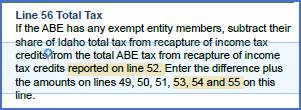 Line 56 Total Tax
If the ABE has any exempt entity members, subtract their
share of Idaho total tax from recapture of income tax
credits from the total ABE tax from recapture of income
tax credits reported on line 52. Enter the difference plus
the amounts on lines 49, 50, 51, 53, 54 and 55 on this
line.